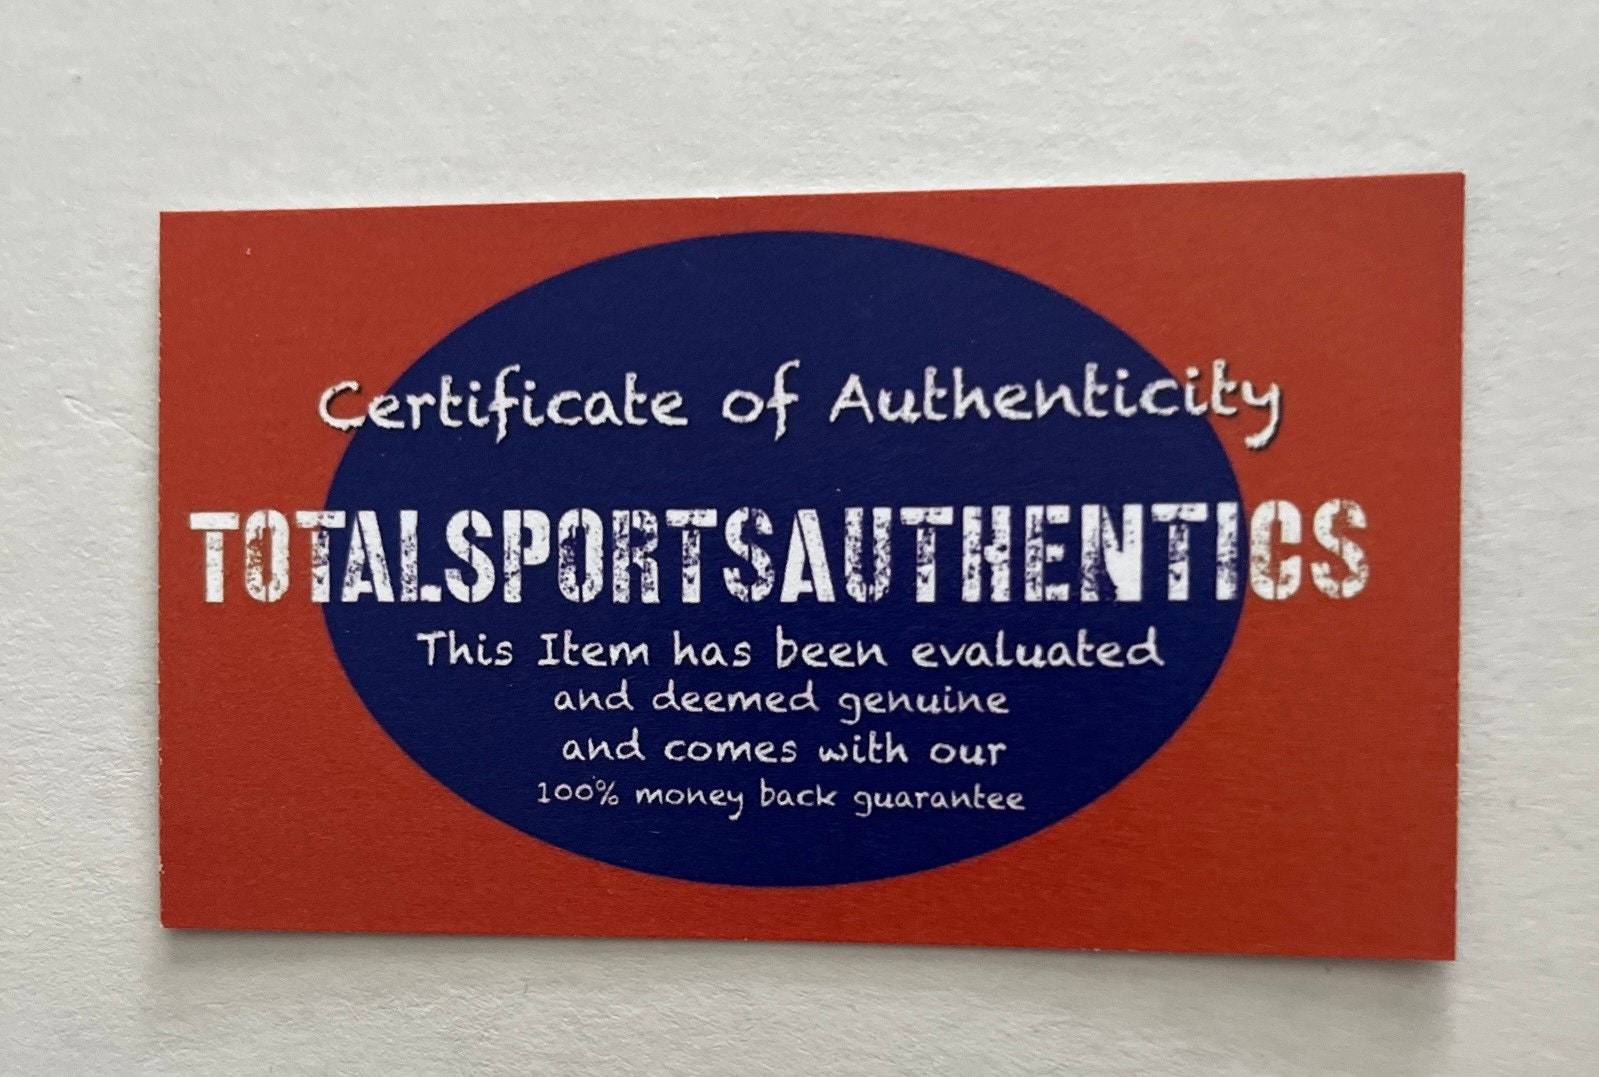 Certificate of Authenticity
TOTALSPORTSAUTHENTICS
This Item has been evaluated
and deemed genuine
and comes with our
100% money back guarantee